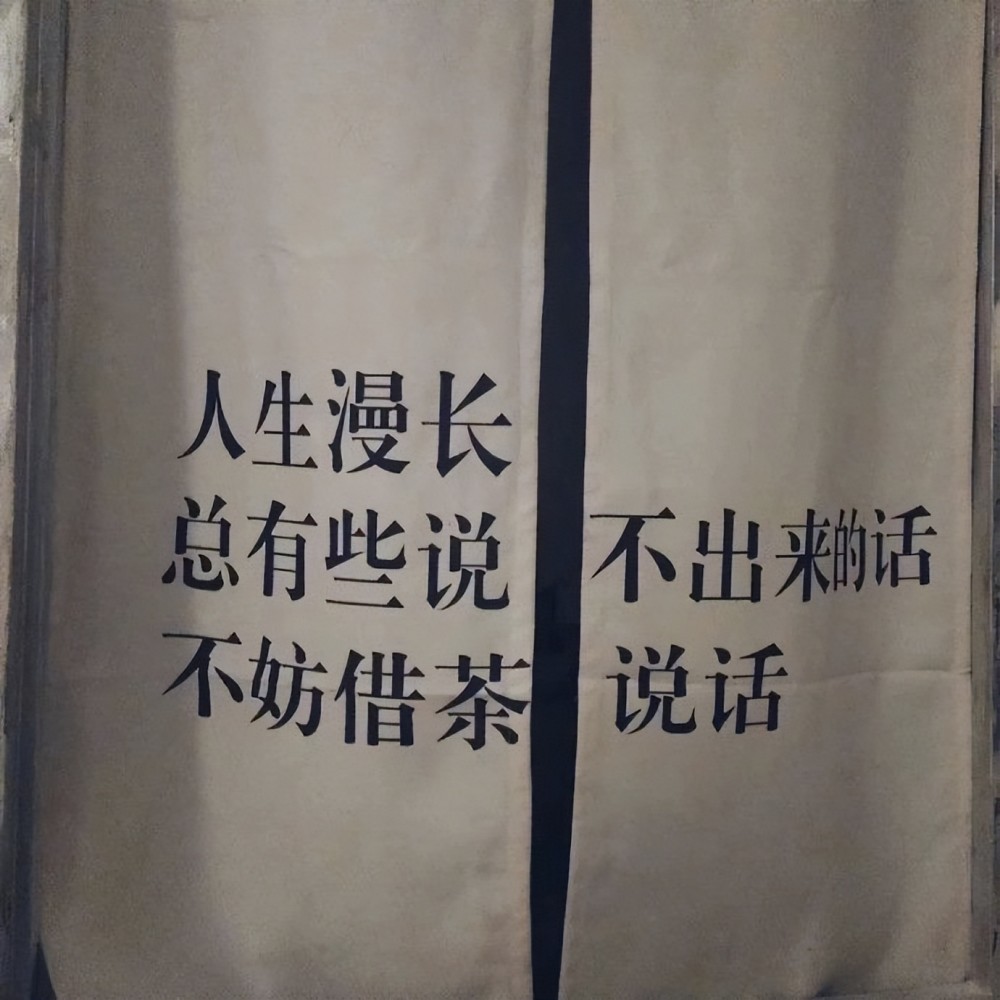 人生漫长
总有些说不出来的话
不妨借茶说话